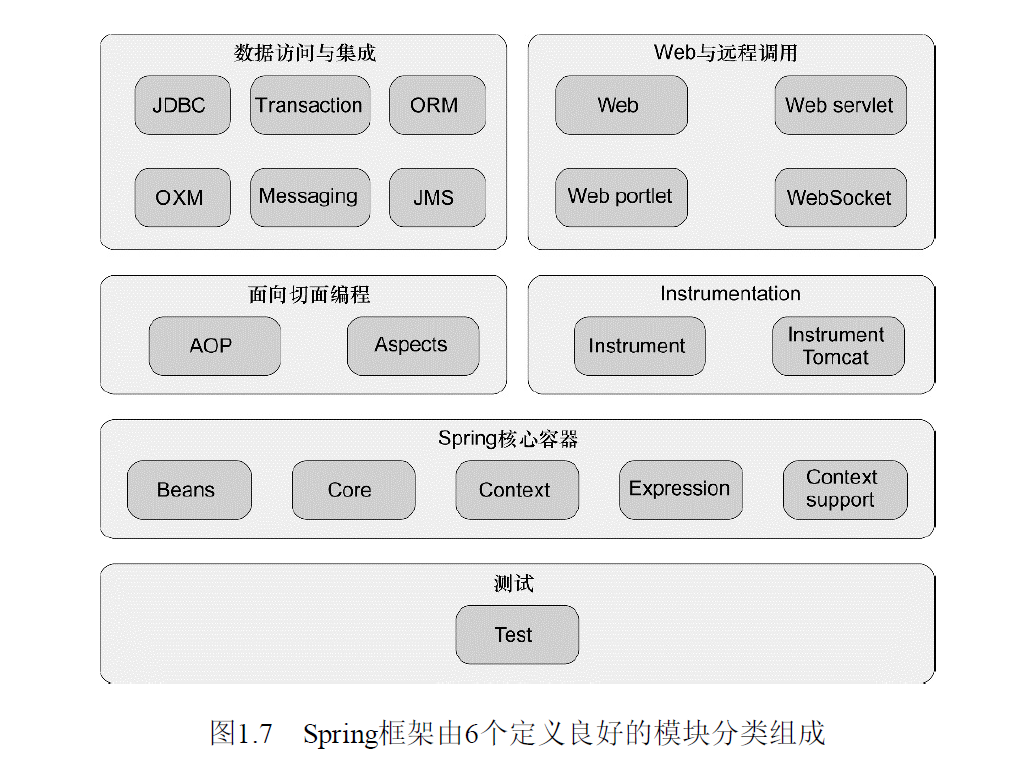 数据访问与集成
JDBC
Transaction
ORM
OXM
Messaging
JMS
Web与远程调用
Web
Web servlet
Web portlet
WebSocket
面向切面编程
AOP
Aspects
Instrumentation
Instrument
Instrument
Tomcat
Spring核心容器
Beans
Core
Context
Expression
Context
support
测试
Test
图1.7 Spring框架由6个定义良好的模块分类组成